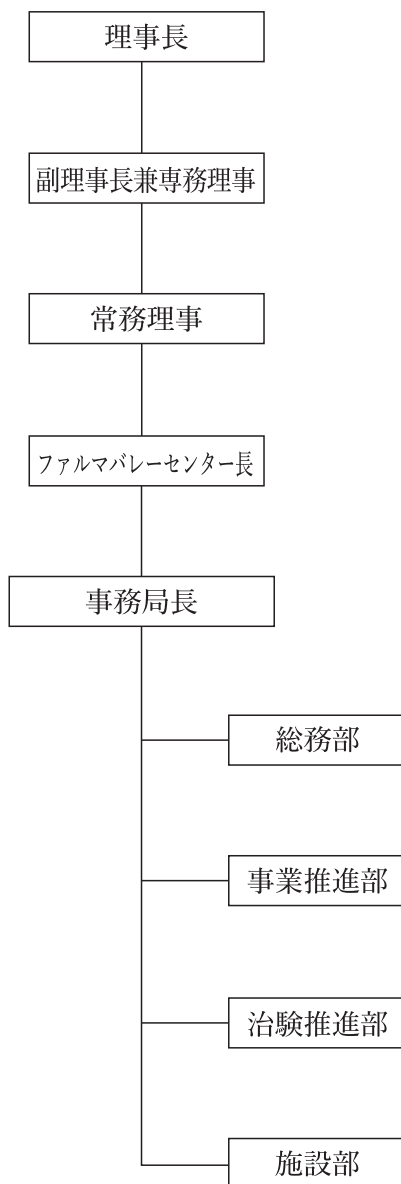 理事長
副理事長兼専務理事
常務理事
ファルマバレーセンター長
事務局長
総務部
事業推進部
治験推進部
施設部